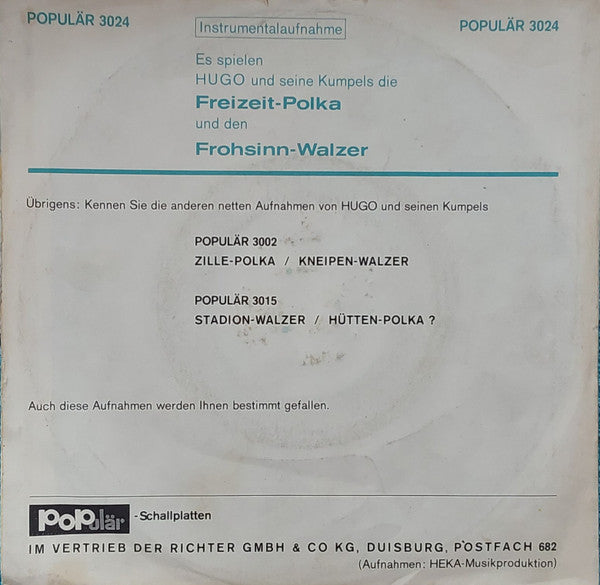 POPULÄR 3024
Instrumentalaufnahme
POPULÄR 3024
Es spielen
HUGO und seine Kumpels die
Freizeit-Polka
und den
Frohsinn-Walzer
Übrigens: Kennen Sie die anderen netten Aufnahmen von HUGO und seinen Kumpels
POPULÄR 3002
ZILLE-POLKA / KNEIPEN-WALZER
POPULÄR 3015
STADION-WALZER / HÜTTEN-POLKA ?
Auch diese Aufnahmen werden Ihnen bestimmt gefallen.
POPulär -Schallplatten
IM VERTRIEB DER RICHTER GMBH & CO KG, DUISBURG, POSTFACH 682
(Aufnahmen: HEKA-Musikproduktion)